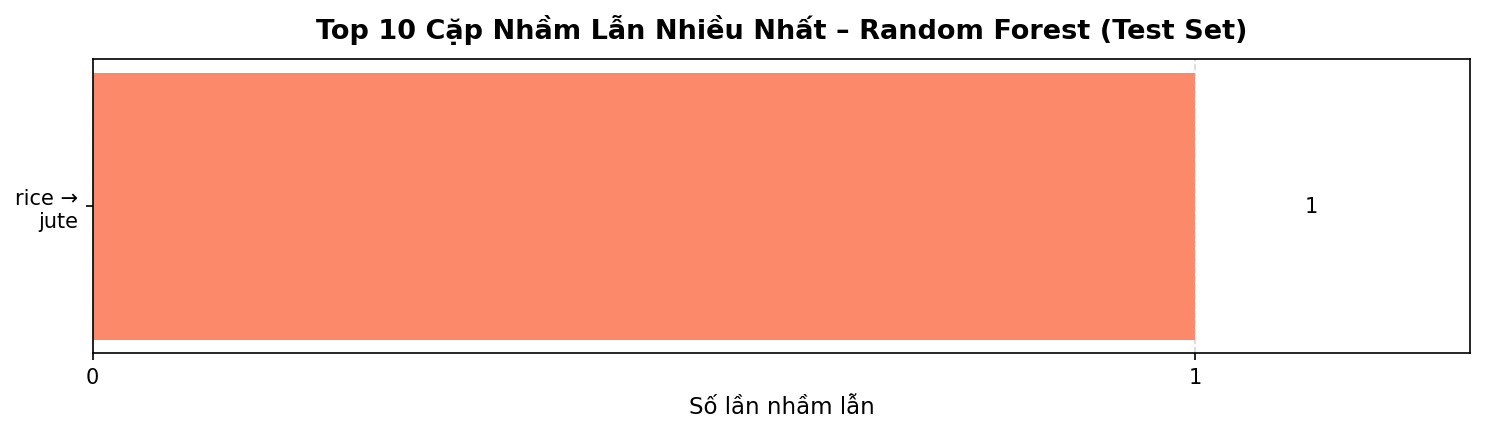 Top 10 Cặp Nhầm Lẫn Nhiều Nhất – Random Forest (Test Set)
rice →
jute
1
0
1
Số lần nhầm lẫn